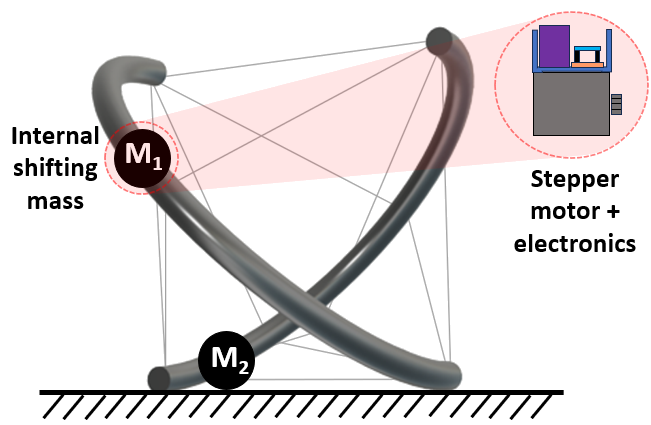 Internal
shifting
mass
M₁
Stepper
motor +
electronics
M₂